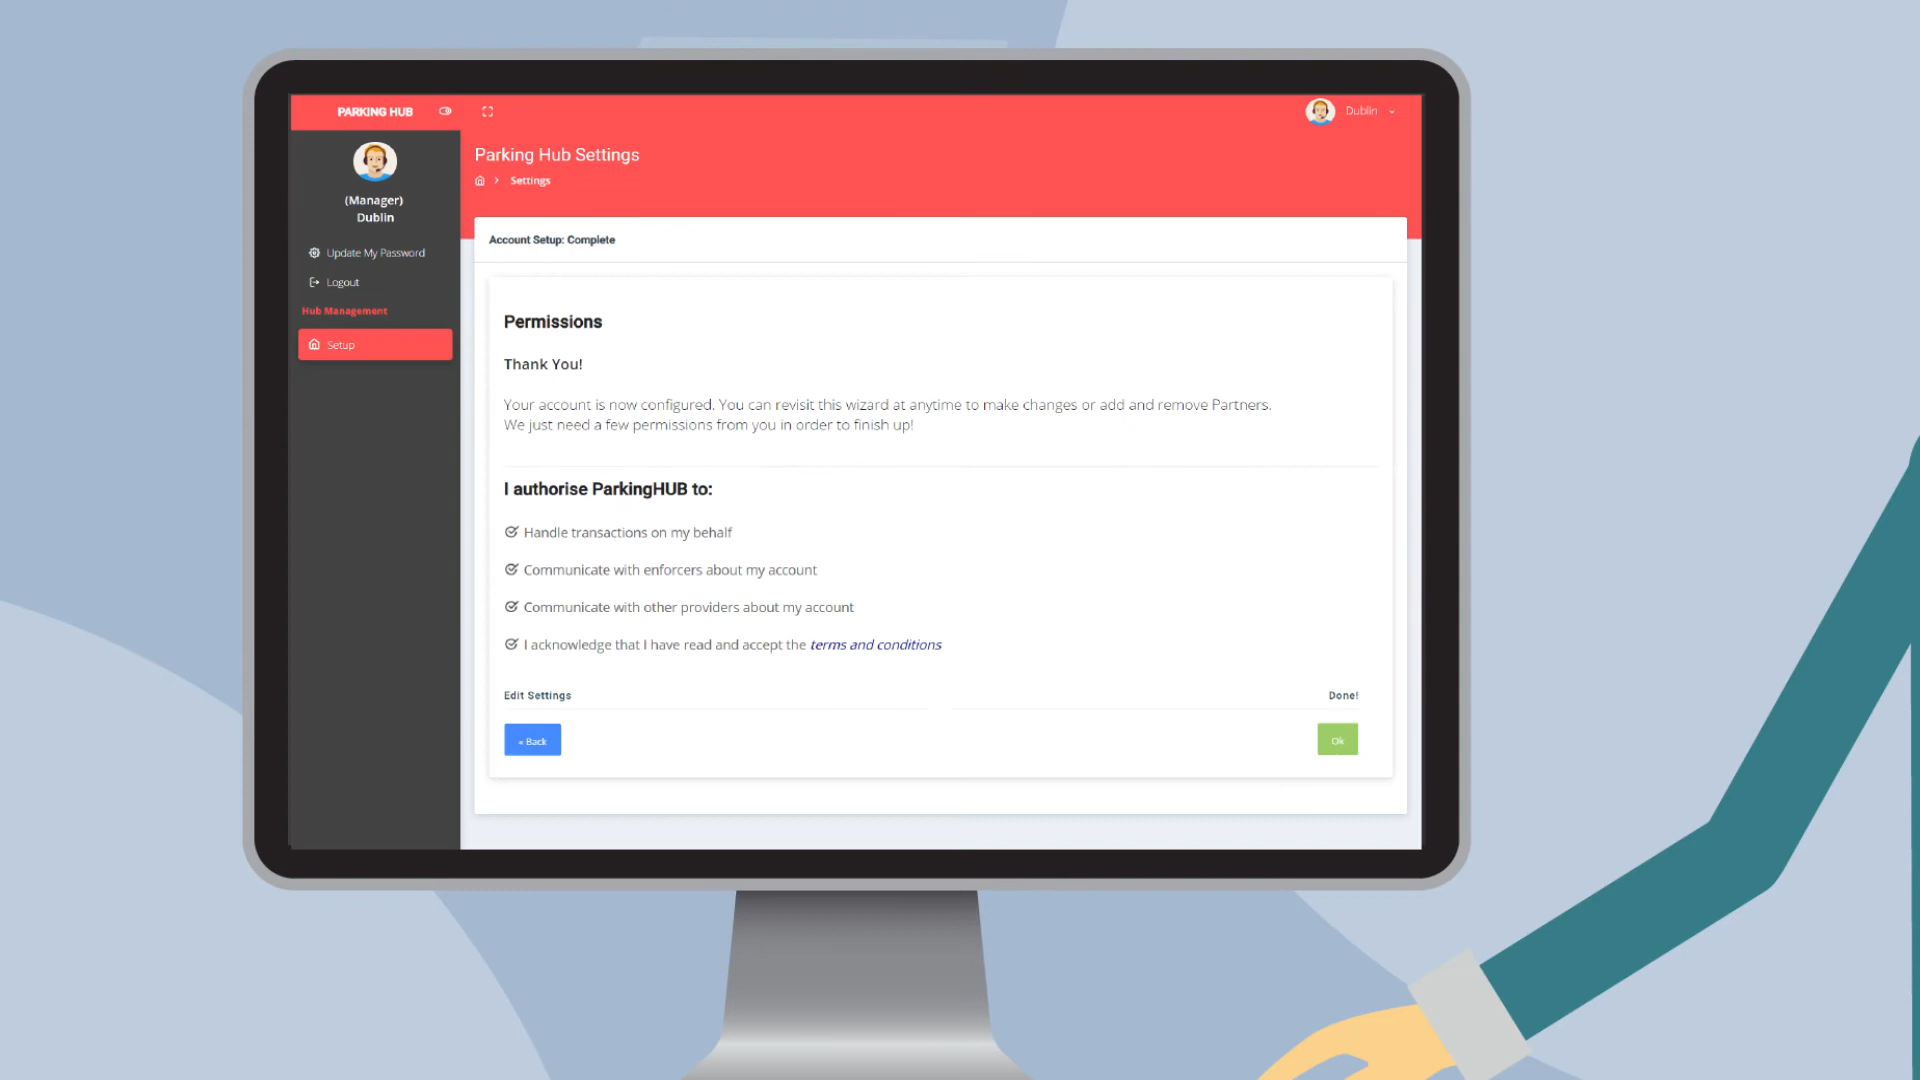 PARKING HUB
Dublin
(Manager)
Dublin
Update My Password
Logout
Hub Management
Setup
Parking Hub Settings
Settings
Account Setup: Complete
Permissions
Thank You!
Your account is now configured. You can revisit this wizard at anytime to make changes or add and remove Partners.
We just need a few permissions from you in order to finish up!
I authorise ParkingHUB to:
Handle transactions on my behalf
Communicate with enforcers about my account
Communicate with other providers about my account
I acknowledge that I have read and accept the terms and conditions
Edit Settings
Done!
« Back
Ok